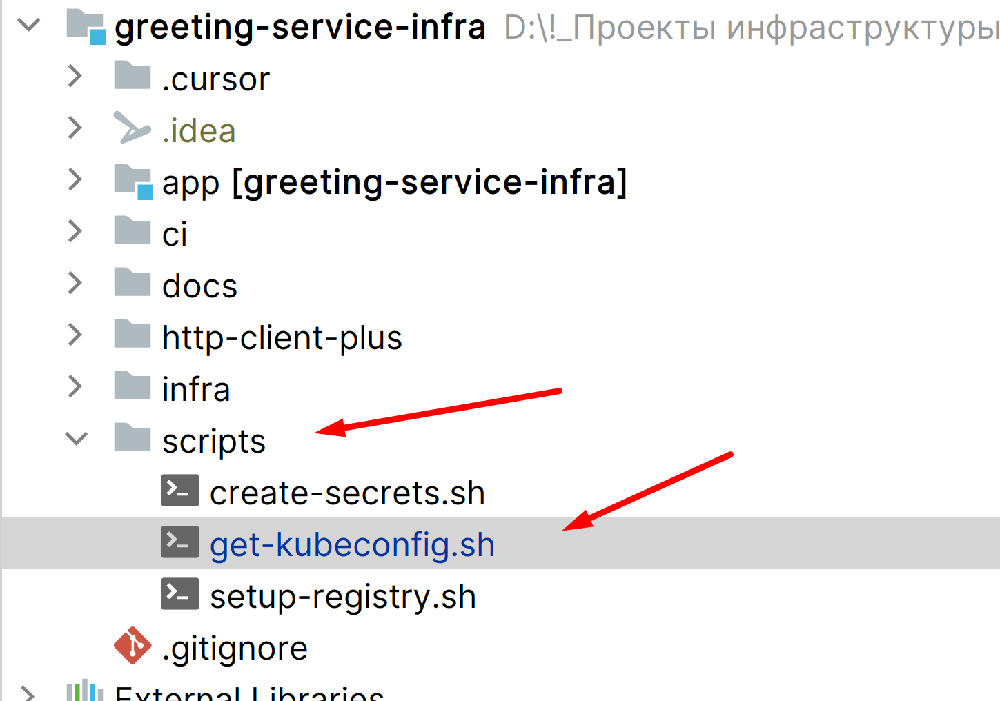 greeting-service-infra D:\!_Проекты инфраструктуры
.cursor
.idea
app [greeting-service-infra]
ci
docs
http-client-plus
infra
scripts
create-secrets.sh
get-kubeconfig.sh
setup-registry.sh
.gitignore
External Libraries